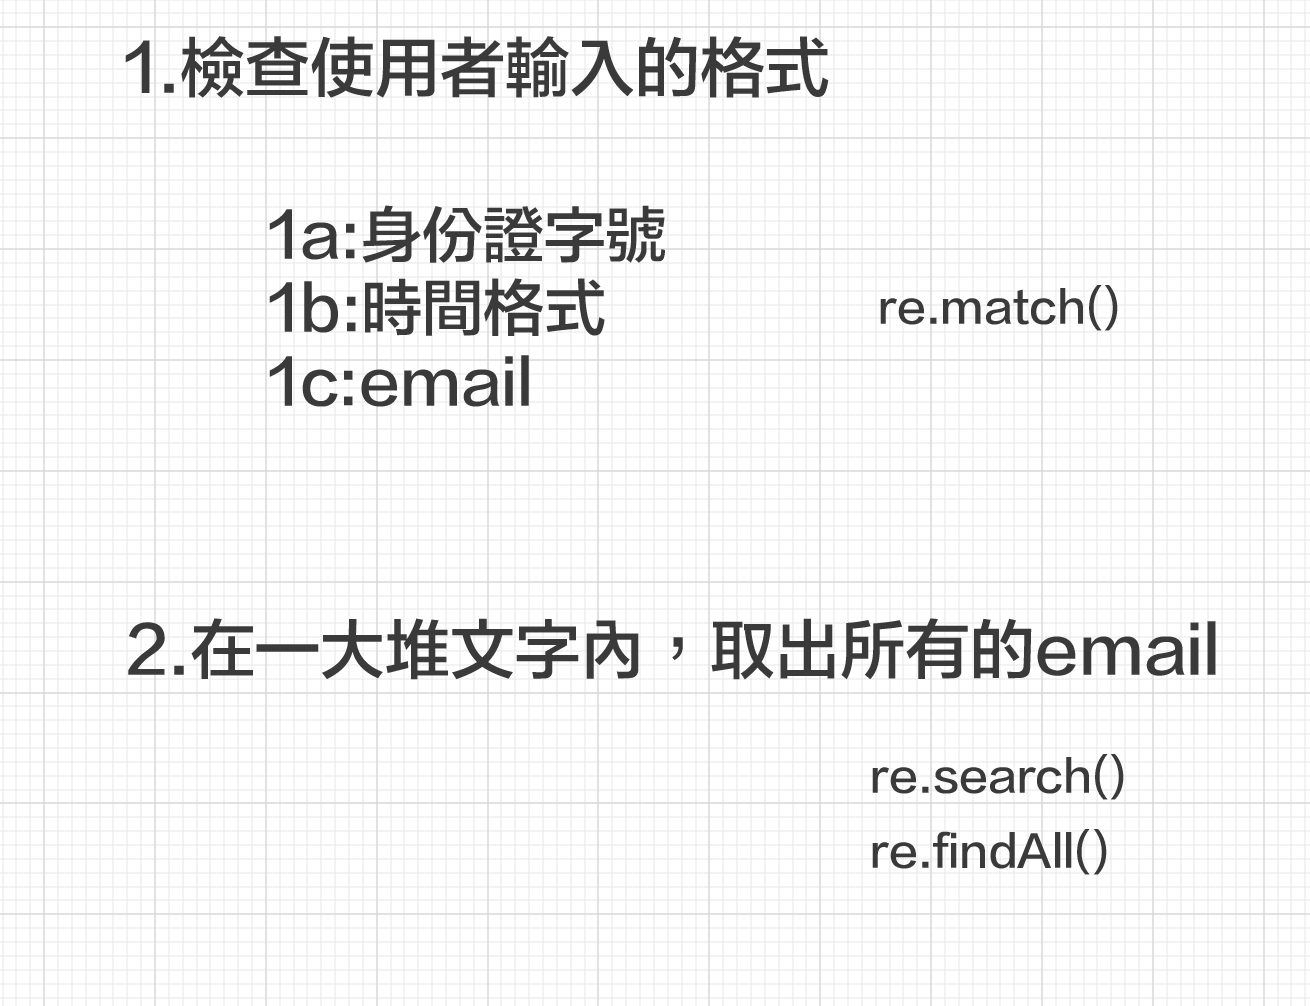 1.檢查使用者輸入的格式
1a:身份證字號
1b:時間格式
re.match()
1c:email
2.在一大堆文字內，取出所有的email
re.search()
re.findAll()